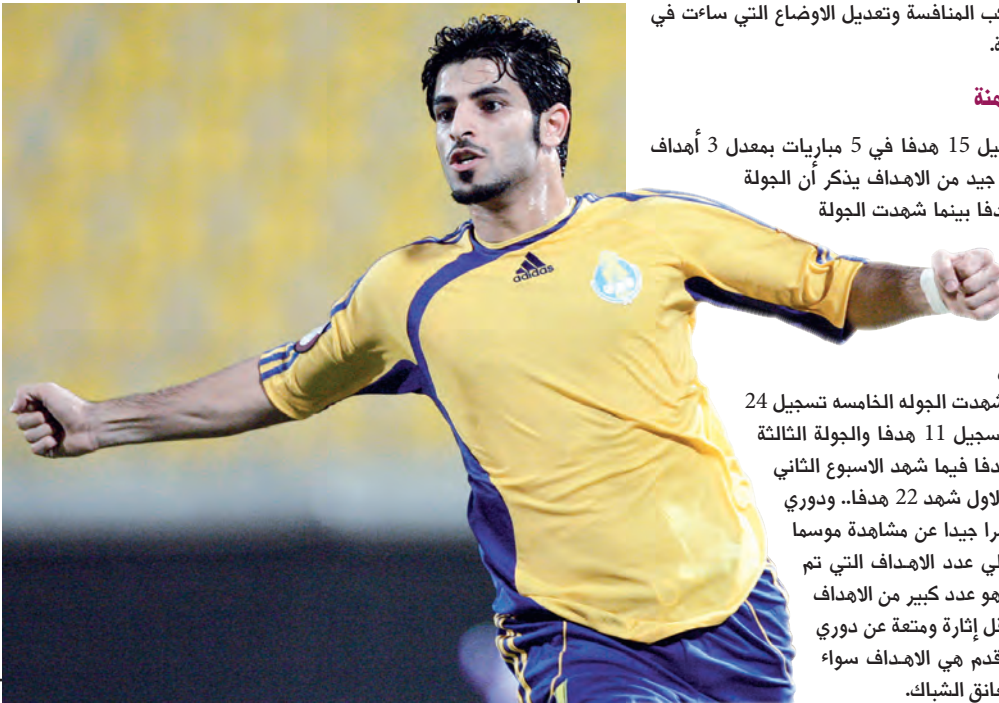 كب المنافسة وتعديل الاوضاع التي ساءت في
ة.
منة
يل 15 هدفا في 5 مباريات بمعدل 3 أهداف
جيد من الاهداف يذكر أن الجولة
دفا بينما شهدت الجولة
شهدت الجوله الخامسه تسجيل 24
سجيل 11 هدفا والجولة الثالثة
دفا فيما شهد الاسبوع الثاني
لاول شهد 22 هدفا.. ودوري
را جيدا عن مشاهدة موسما
لي عدد الاهداف التي تم
هو عدد كبير من الاهداف
قل إثارة ومتعة عن دوري
قدم هي الاهداف سواء
عانق الشباك.
adidas